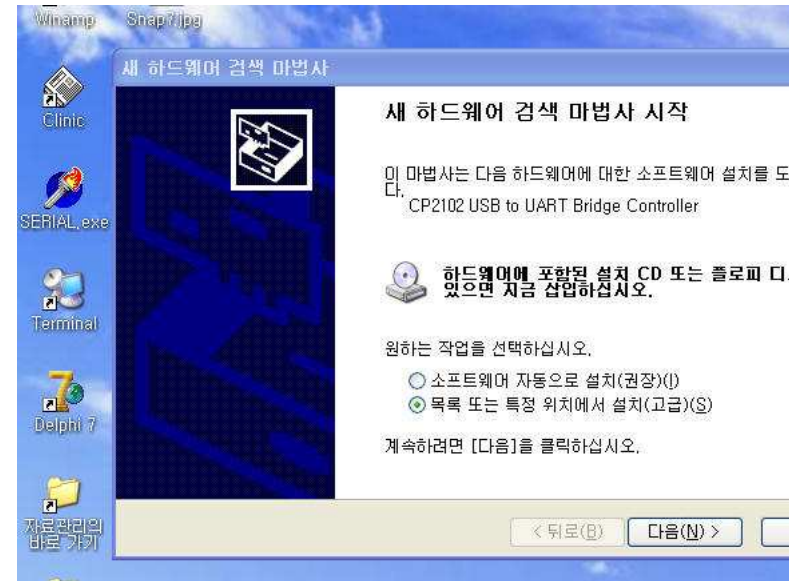 Winamp
Snap7.jpg
Clinic
SERIAL.exe
Terminal
Delphi 7
자료관리의
바로 가기
새 하드웨어 검색 마법사
새 하드웨어 검색 마법사 시작
이 마법사는 다음 하드웨어에 대한 소프트웨어 설치를 도
다.
CP2102 USB to UART Bridge Controller
하드웨어에 포함된 설치 CD 또는 플로피 디
있으면 지금 삽입하십시오.
원하는 작업을 선택하십시오.
소프트웨어 자동으로 설치(권장)(I)
목록 또는 특정 위치에서 설치(고급)(S)
계속하려면 [다음]을 클릭하십시오.
< 뒤로(B)
다음(N) >